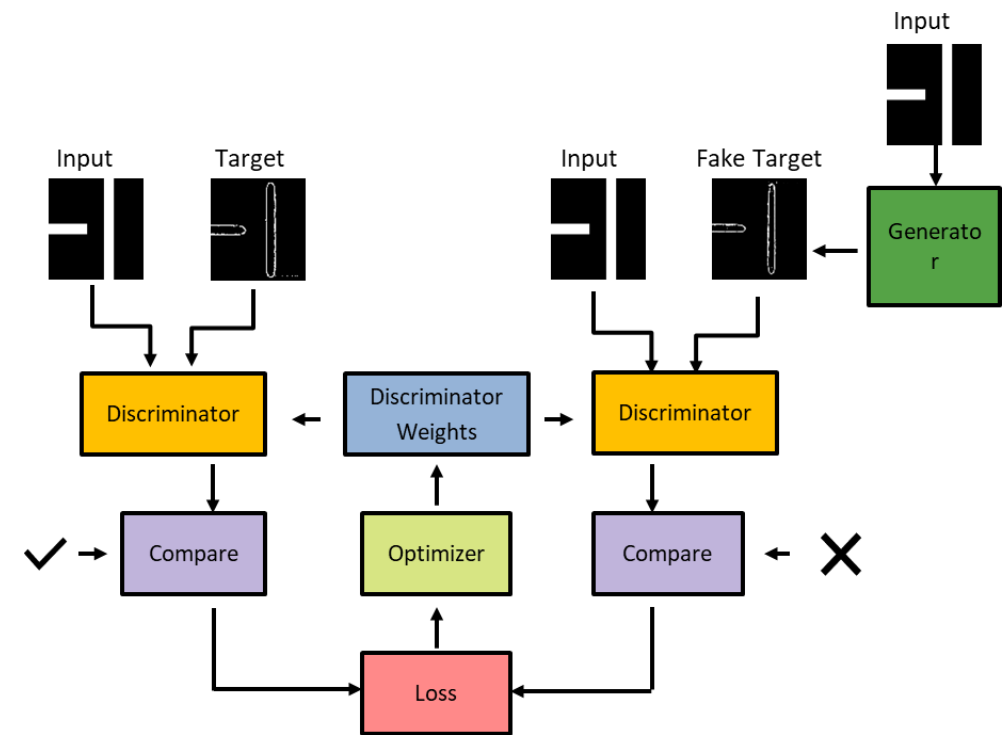 Input
Input
Target
Input
Fake Target
Generato
r
Discriminator
Discriminator
Weights
Discriminator
Compare
Optimizer
Compare
Loss